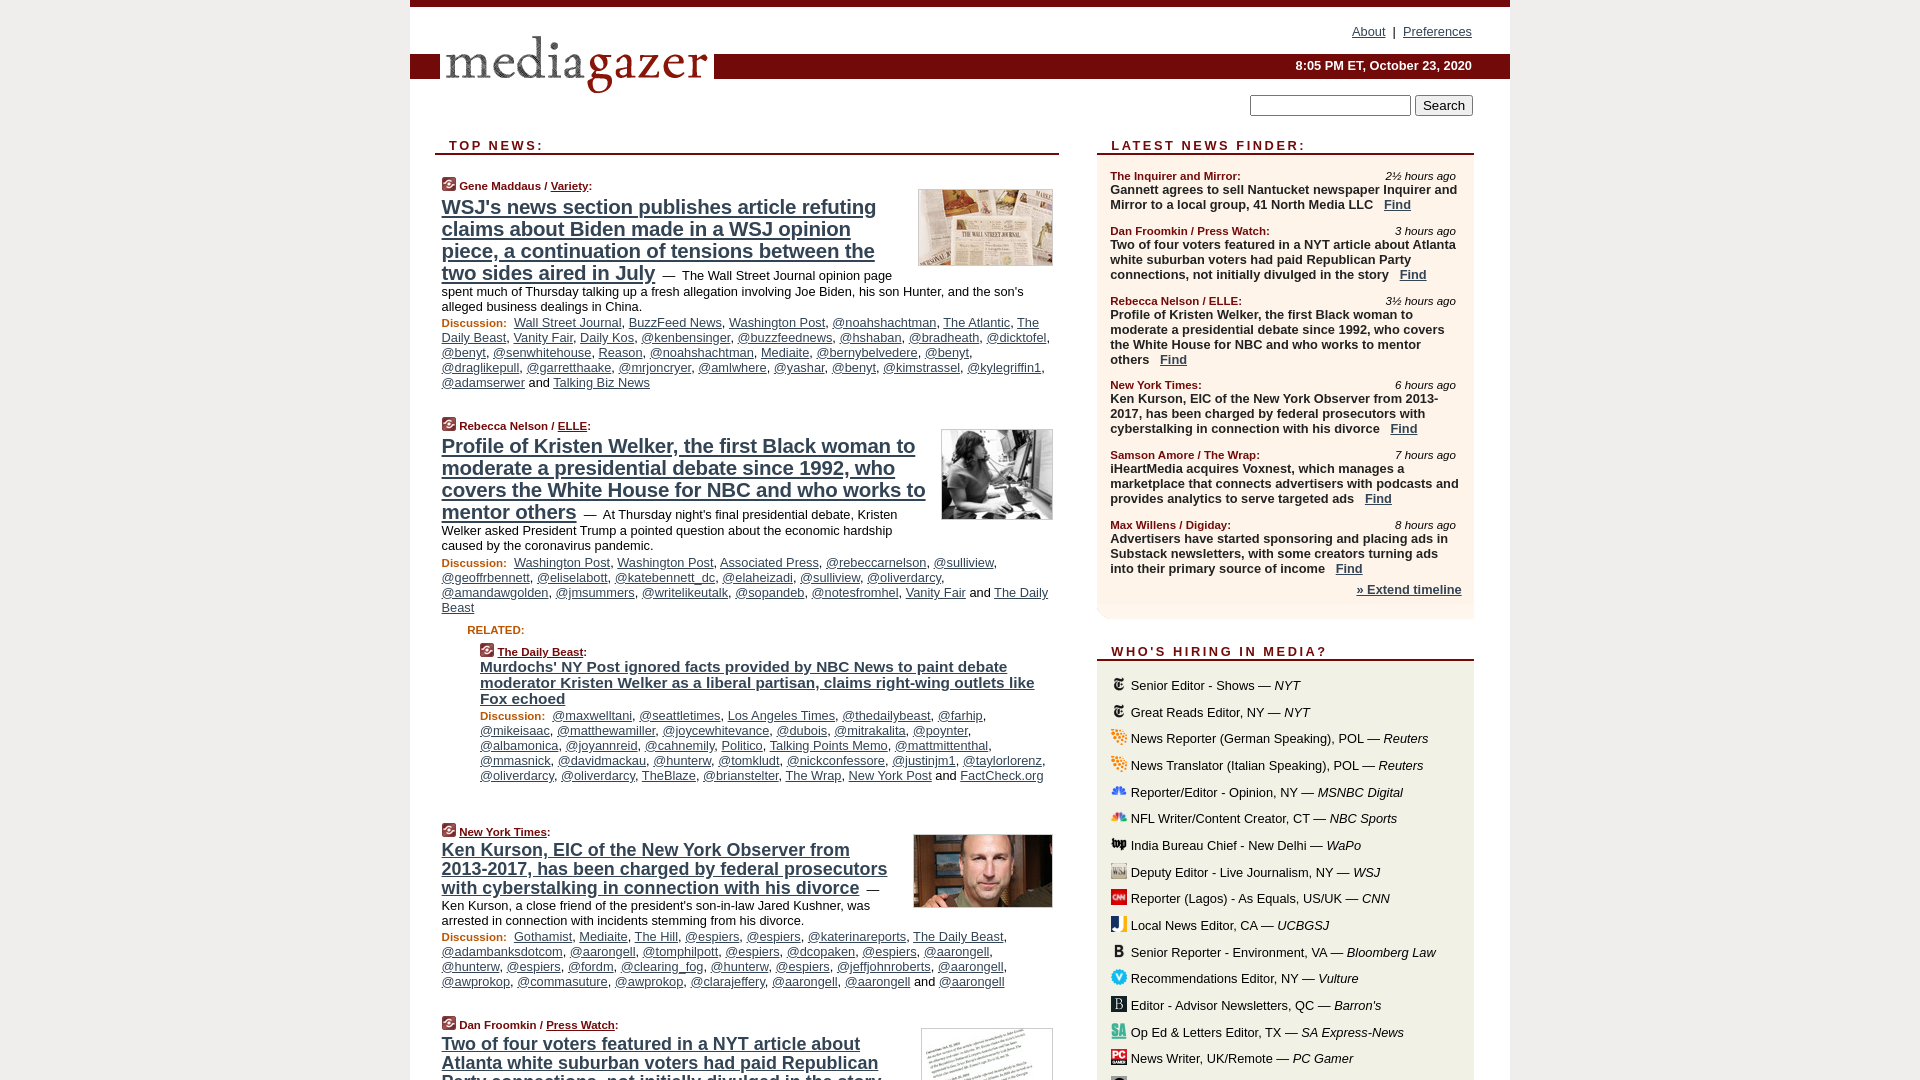 About | Preferences
mediagazer
8:05 PM ET, October 23, 2020
Search
TOP NEWS:
Gene Maddaus / Variety:
WSJ's news section publishes article refuting
claims about Biden made in a WSJ opinion
piece, a continuation of tensions between the
two sides aired in July — The Wall Street Journal opinion page
spent much of Thursday talking up a fresh allegation involving Joe Biden, his son Hunter, and the son's
alleged business dealings in China.
Discussion: Wall Street Journal, BuzzFeed News, Washington Post, @noahshachtman, The Atlantic, The
Daily Beast, Vanity Fair, Daily Kos, @kenbensinger, @buzzfeednews, @hshaban, @bradheath, @dicktofel,
@benyt, @senwhitehouse, Reason, @noahshachtman, Mediaite, @bernybelvedere, @benyt,
@draglikepull, @garretthaake, @mrjoncryer, @amlwhere, @yashar, @benyt, @kimstrassel, @kylegriffin1,
@adamserwer and Talking Biz News
Rebecca Nelson / ELLE:
Profile of Kristen Welker, the first Black woman to
moderate a presidential debate since 1992, who
covers the White House for NBC and who works to
mentor others — At Thursday night's final presidential debate, Kristen
Welker asked President Trump a pointed question about the economic hardship
caused by the coronavirus pandemic.
Discussion: Washington Post, Washington Post, Associated Press, @rebeccarnelson, @sulliview,
@geoffrbennett, @eliselabott, @katebennett_dc, @elaheizadi, @sulliview, @oliverdarcy,
@amandawgolden, @jmsummers, @writelikeutalk, @sopandeb, @notesfromhel, Vanity Fair and The Daily
Beast
RELATED:
The Daily Beast:
Murdochs' NY Post ignored facts provided by NBC News to paint debate
moderator Kristen Welker as a liberal partisan, claims right-wing outlets like
Fox echoed
Discussion: @maxwelltani, @seattletimes, Los Angeles Times, @thedailybeast, @farhip,
@mikeisaac, @matthewamiller, @joycewhitevance, @dubois, @mitrakalita, @poynter,
@albamonica, @joyannreid, @cahnemily, Politico, Talking Points Memo, @mattmittenthal,
@mmasnick, @davidmackau, @hunterw, @tomkludt, @nickconfessore, @justinjm1, @taylorlorenz,
@oliverdarcy, @oliverdarcy, TheBlaze, @brianstelter, The Wrap, New York Post and FactCheck.org
New York Times:
Ken Kurson, EIC of the New York Observer from
2013-2017, has been charged by federal prosecutors
with cyberstalking in connection with his divorce —
Ken Kurson, a close friend of the president's son-in-law Jared Kushner, was
arrested in connection with incidents stemming from his divorce.
Discussion: Gothamist, Mediaite, The Hill, @espiers, @espiers, @katerinareports, The Daily Beast,
@adambanksdotcom, @aarongell, @tomphilpott, @espiers, @dcopaken, @espiers, @aarongell,
@hunterw, @espiers, @fordm, @clearing_fog, @hunterw, @espiers, @jeffjohnroberts, @aarongell,
@awprokop, @commasuture, @awprokop, @clarajeffery, @aarongell, @aarongell and @aarongell
Dan Froomkin / Press Watch:
Two of four voters featured in a NYT article about
Atlanta white suburban voters had paid Republican
Party connections, not initially divulged in the story
LATEST NEWS FINDER:
The Inquirer and Mirror: 2½ hours ago
Gannett agrees to sell Nantucket newspaper Inquirer and
Mirror to a local group, 41 North Media LLC Find
Dan Froomkin / Press Watch: 3 hours ago
Two of four voters featured in a NYT article about Atlanta
white suburban voters had paid Republican Party
connections, not initially divulged in the story Find
Rebecca Nelson / ELLE: 3½ hours ago
Profile of Kristen Welker, the first Black woman to
moderate a presidential debate since 1992, who covers
the White House for NBC and who works to mentor
others Find
New York Times: 6 hours ago
Ken Kurson, EIC of the New York Observer from 2013-
2017, has been charged by federal prosecutors with
cyberstalking in connection with his divorce Find
Samson Amore / The Wrap: 7 hours ago
iHeartMedia acquires Voxnest, which manages a
marketplace that connects advertisers with podcasts and
provides analytics to serve targeted ads Find
Max Willens / Digiday: 8 hours ago
Advertisers have started sponsoring and placing ads in
Substack newsletters, with some creators turning ads
into their primary source of income Find
» Extend timeline
WHO'S HIRING IN MEDIA?
Senior Editor - Shows — NYT
Great Reads Editor, NY — NYT
News Reporter (German Speaking), POL — Reuters
News Translator (Italian Speaking), POL — Reuters
Reporter/Editor - Opinion, NY — MSNBC Digital
NFL Writer/Content Creator, CT — NBC Sports
India Bureau Chief - New Delhi — WaPo
Deputy Editor - Live Journalism, NY — WSJ
Reporter (Lagos) - As Equals, US/UK — CNN
Local News Editor, CA — UCBGSJ
Senior Reporter - Environment, VA — Bloomberg Law
Recommendations Editor, NY — Vulture
Editor - Advisor Newsletters, QC — Barron's
Op Ed & Letters Editor, TX — SA Express-News
News Writer, UK/Remote — PC Gamer